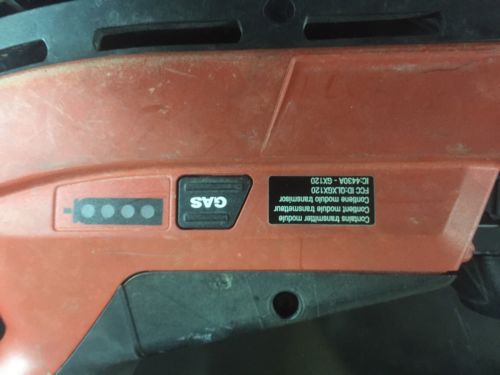 GAS
Contains transmitter module
Contient module transmetteur
Contiene modulo transmisor
FCC ID:QLXGX120
IC:4430A - GX120